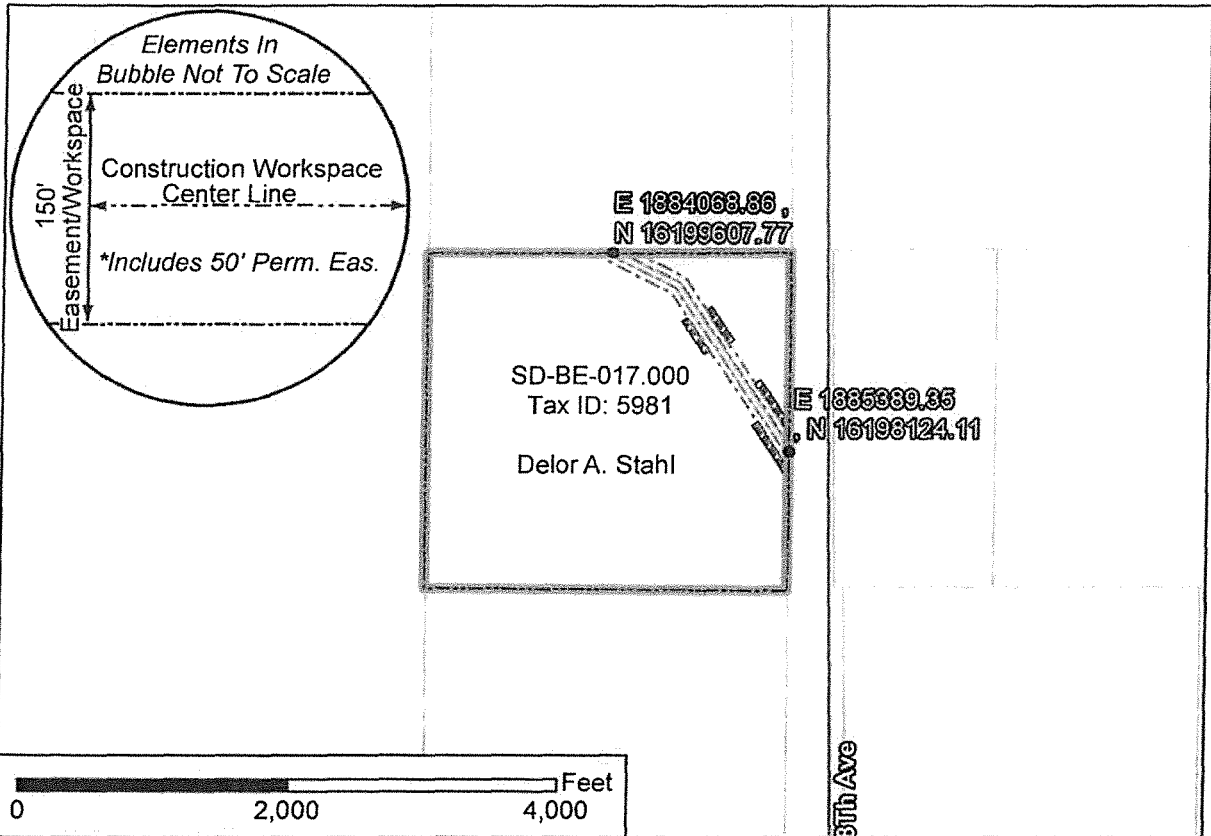 Elements In
Bubble Not To Scale
150'
Easement/Workspace
Construction Workspace
Center Line
*Includes 50' Perm. Eas.
E 1884068.86 ,
N 16199607.77
SD-BE-017.000
Tax ID: 5981
Delor A. Stahl
E 1885389.35
, N 16198124.11
Feet
0
2,000
4,000
8Th Ave